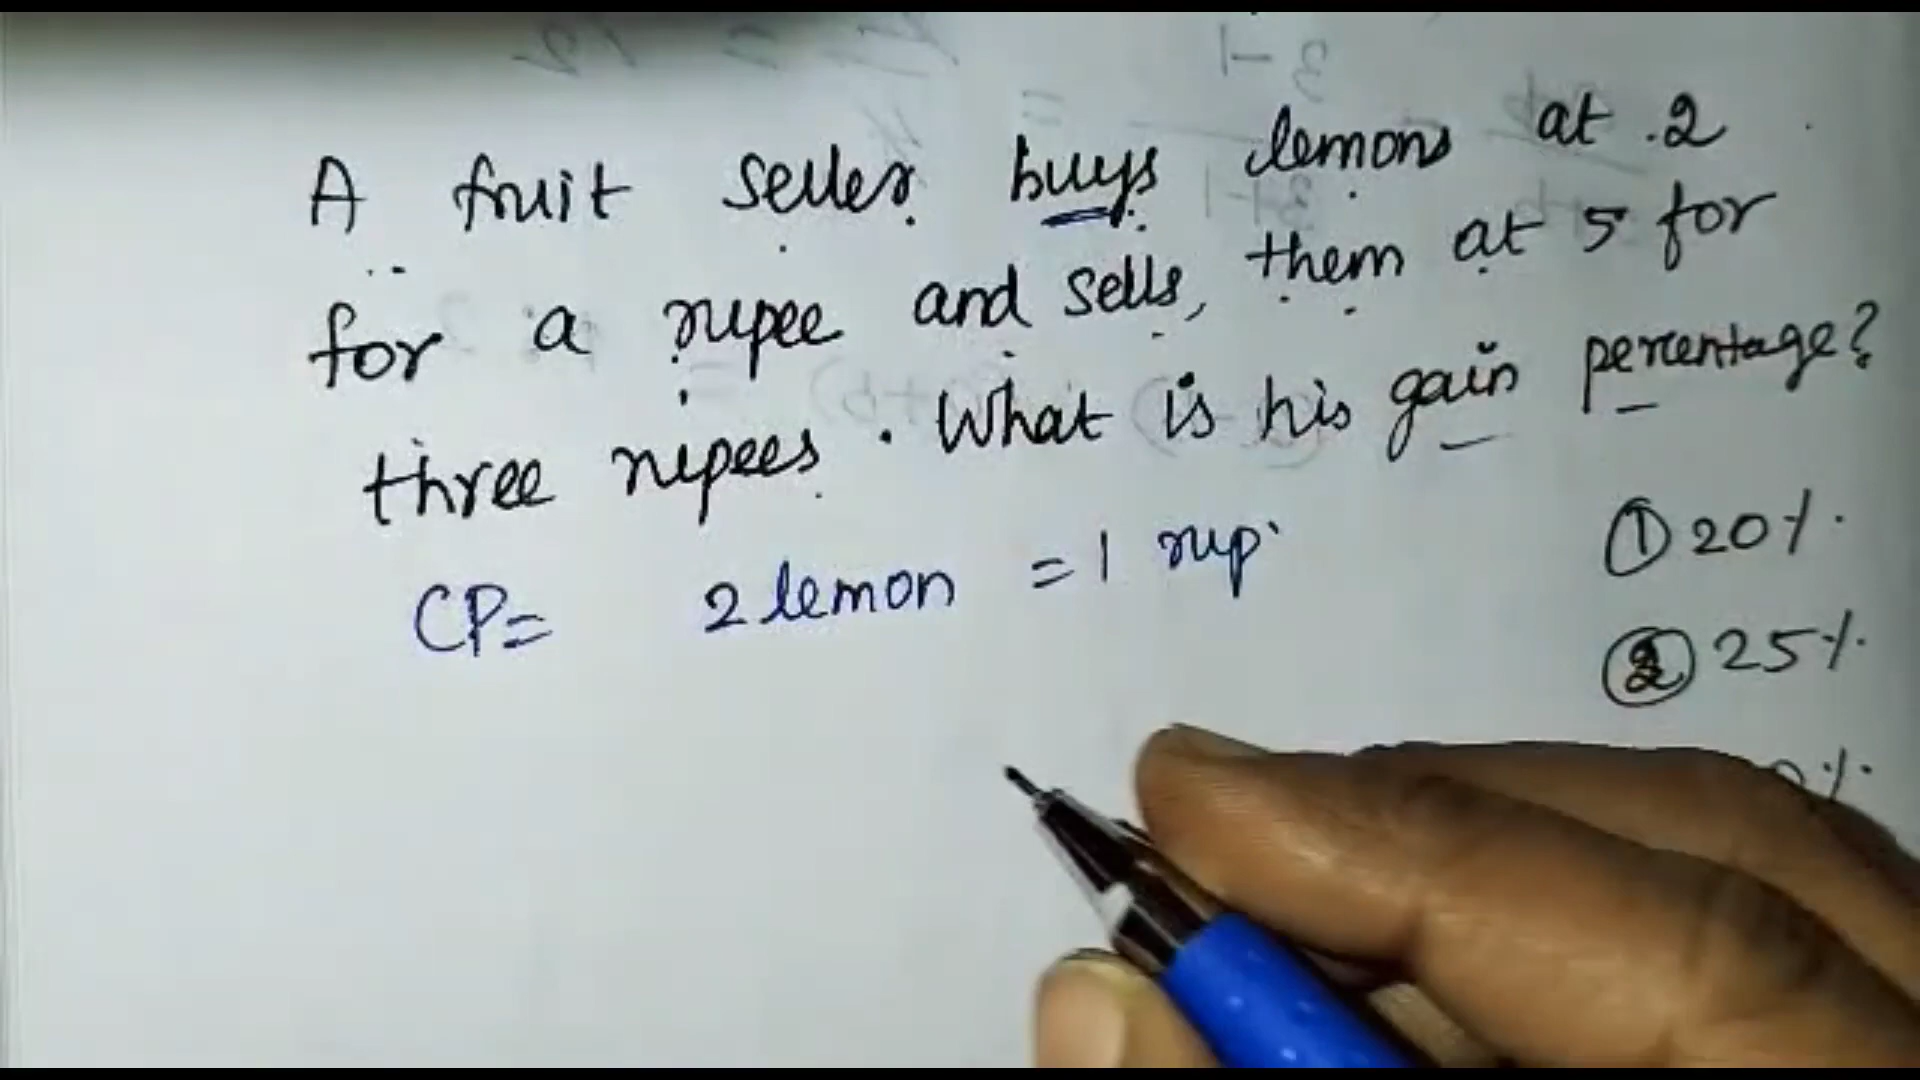 A fruit seller buys lemons at 2
for a rupee and sells, them at 5 for
three rupees. What is his gain percentage?
CP= 2 lemon = 1 rup.
① 20%.
② 25%.